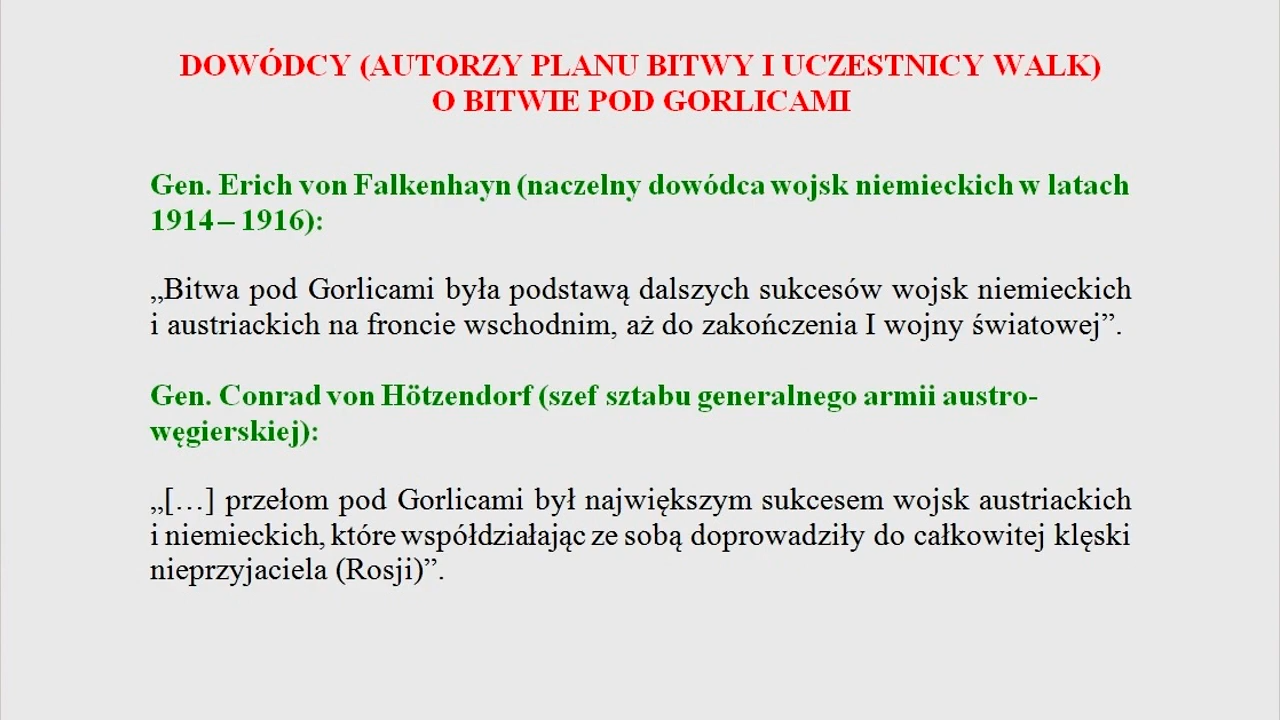 DOWÓDCY (AUTORZY PLANU BITWY I UCZESTNICY WALK)
O BITWIE POD GORLICAMI
Gen. Erich von Falkenhayn (naczelny dowódca wojsk niemieckich w latach
1914 – 1916):
„Bitwa pod Gorlicami była podstawą dalszych sukcesów wojsk niemieckich
i austriackich na froncie wschodnim, aż do zakończenia I wojny światowej”.
Gen. Conrad von Hötzendorf (szef sztabu generalnego armii austro-
węgierskiej):
„[…] przełom pod Gorlicami był największym sukcesem wojsk austriackich
i niemieckich, które współdziałając ze sobą doprowadziły do całkowitej klęski
nieprzyjaciela (Rosji)”.